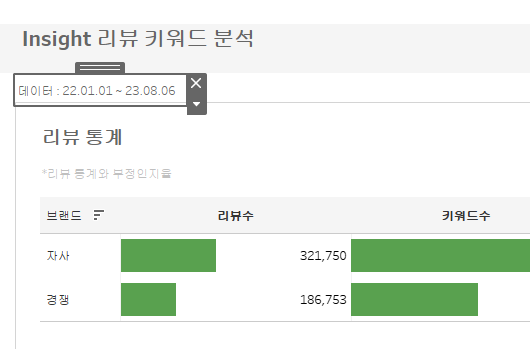 Insight 리뷰 키워드 분석
데이터 : 22.01.01 ~ 23.08.06
리뷰 통계
*리뷰 통계와 부정인지율
브랜드 리뷰수 키워드수
자사 321,750
경쟁 186,753